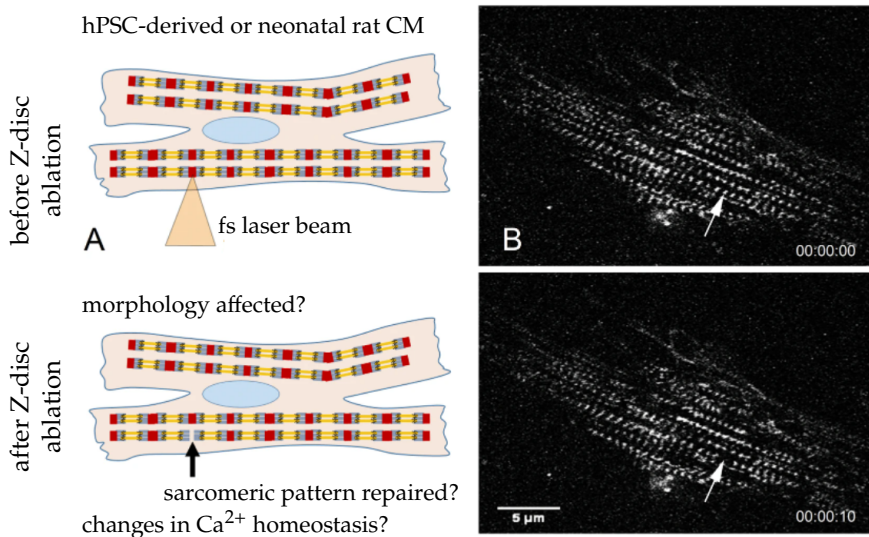 hPSC-derived or neonatal rat CM
before Z-disc
ablation
A
fs laser beam
B
00:00:00
morphology affected?
after Z-disc
ablation
sarcomeric pattern repaired?
changes in Ca²⁺ homeostasis?
5 µm
00:00:10